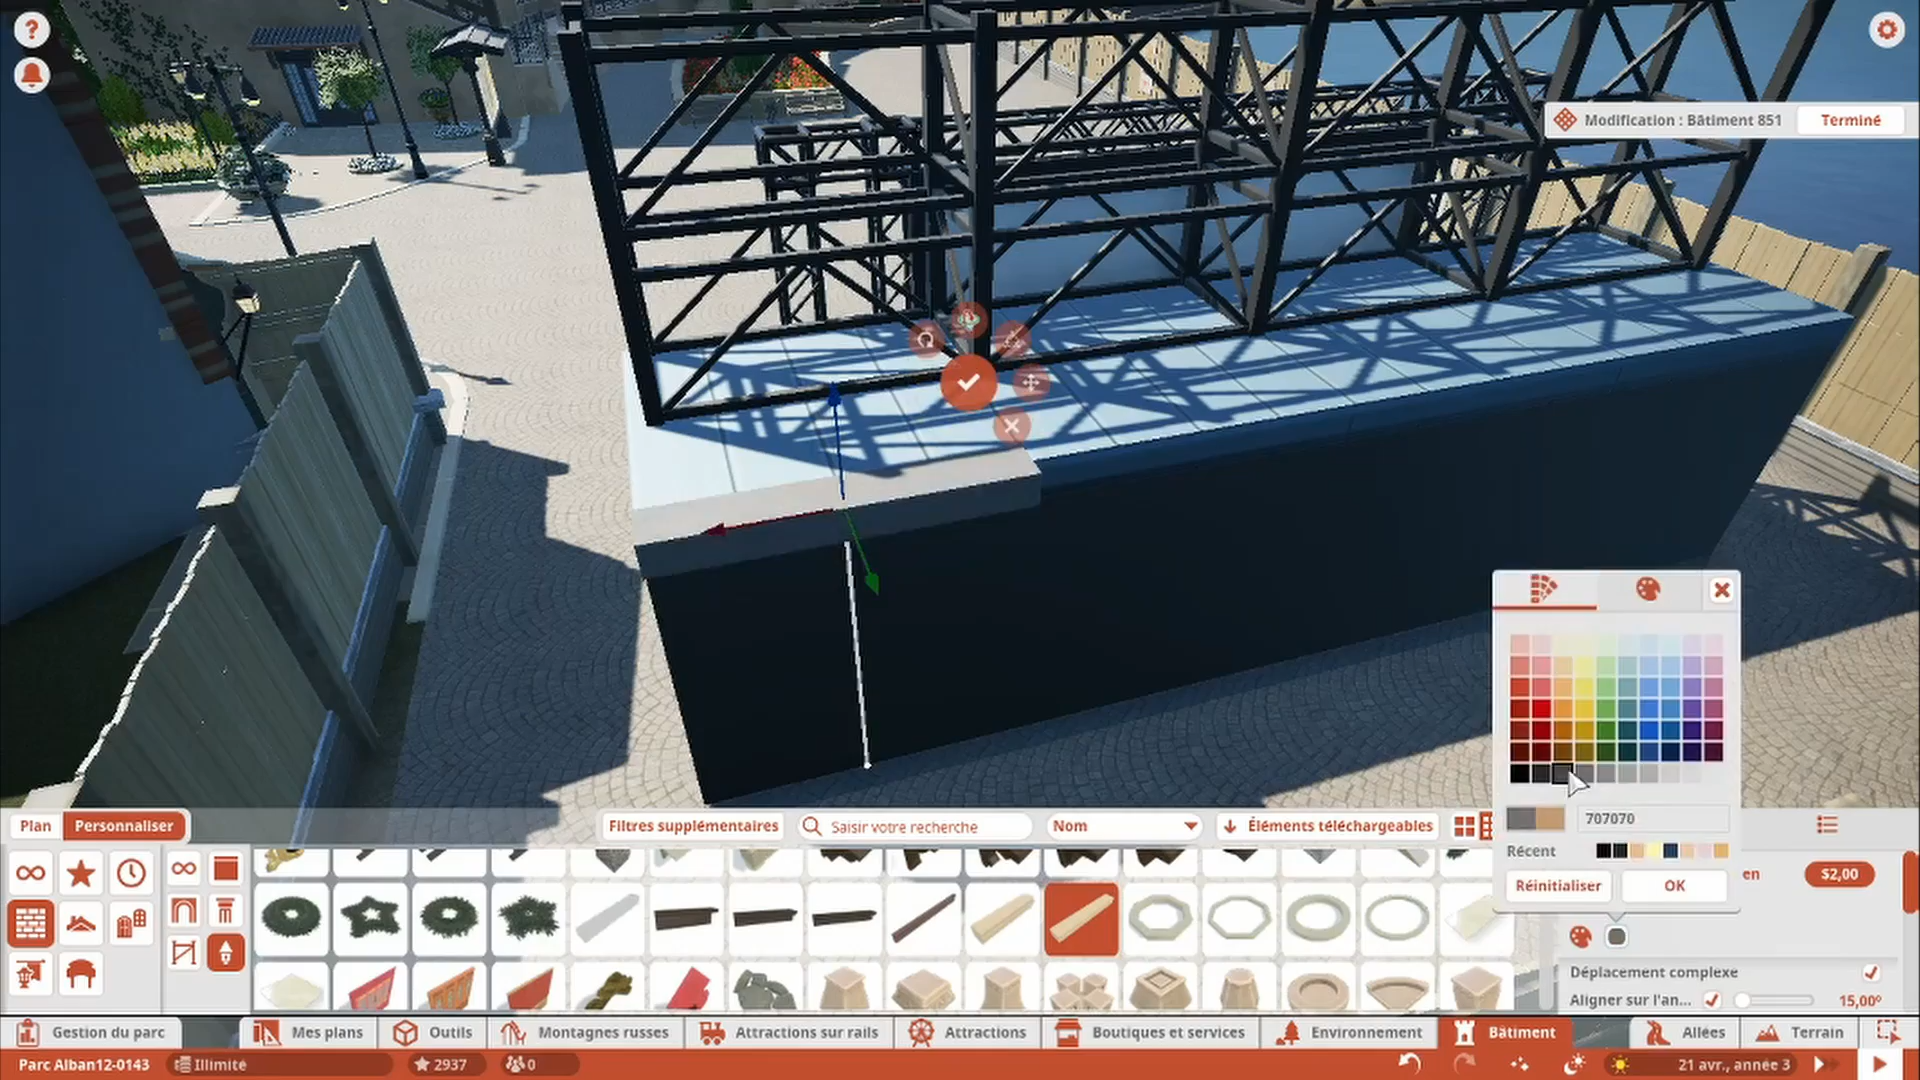 Modification : Bâtiment 851
Terminé
707070
Récent
Réinitialiser
OK
Plan
Personnaliser
Filtres supplémentaires
Saisir votre recherche
Nom
Éléments téléchargeables
en
$2,00
Déplacement complexe
Aligner sur l'an...
15,00°
Gestion du parc
Mes plans
Outils
Montagnes russes
Attractions sur rails
Attractions
Boutiques et services
Environnement
Bâtiment
Allées
Terrain
Parc Alban12-0143
Illimité
2937
0
21 avr., année 3